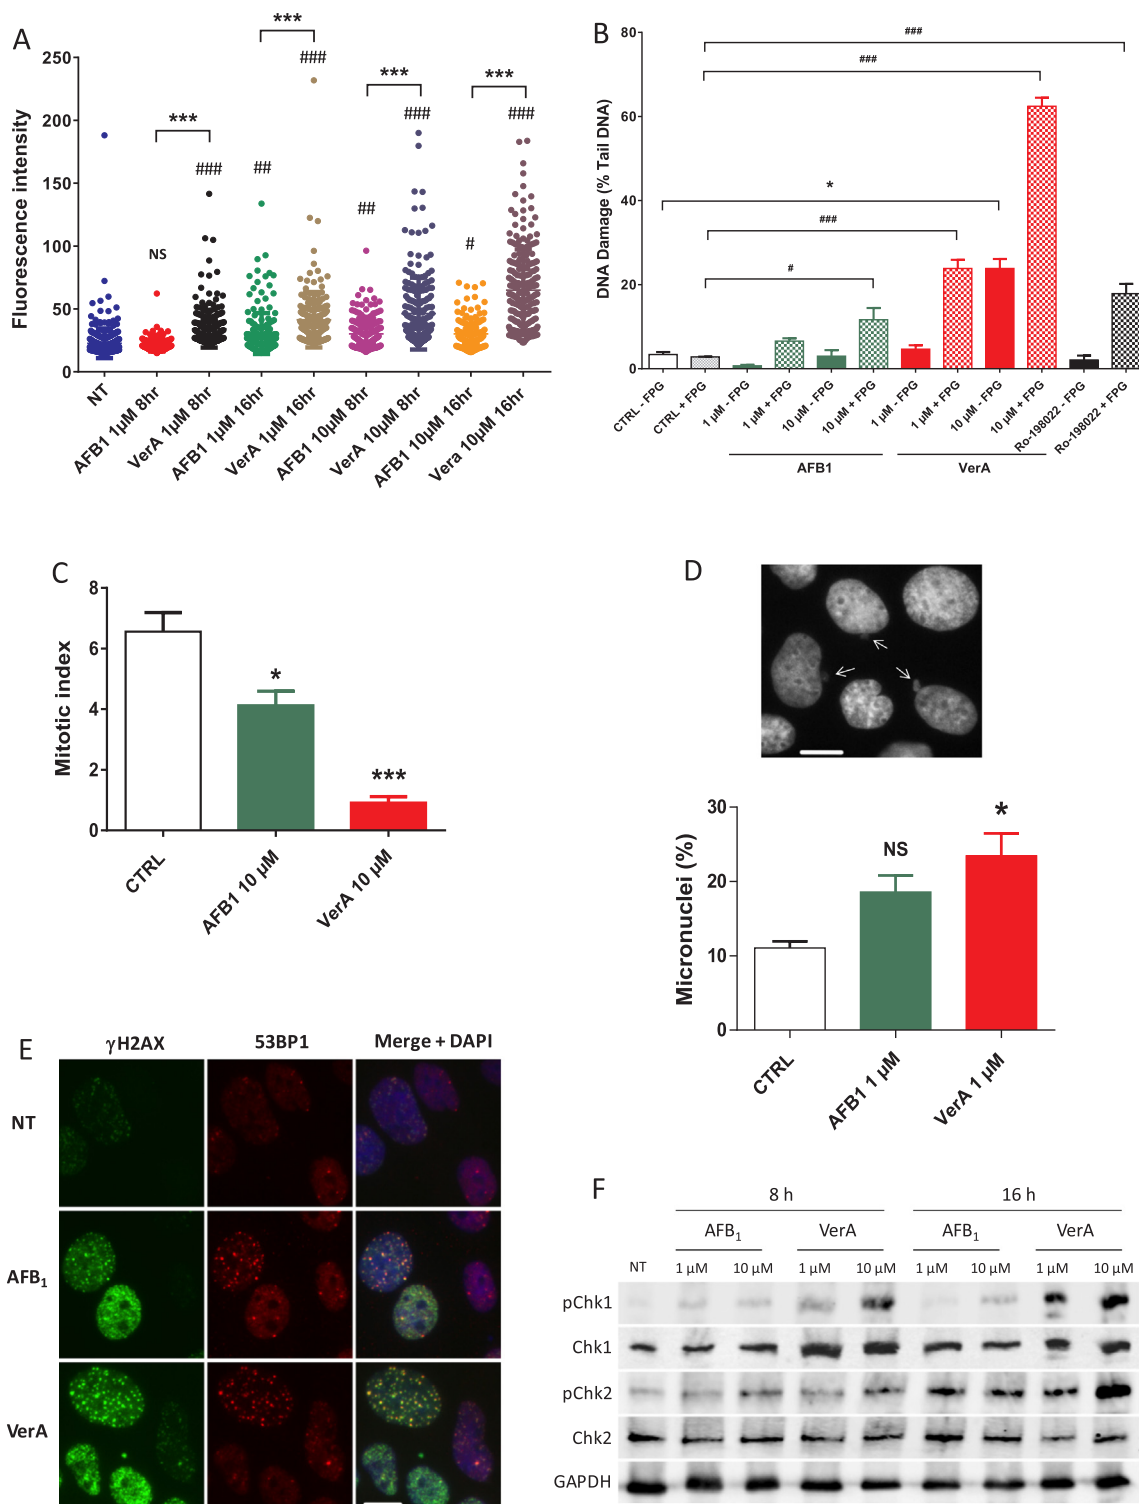 A
Fluorescence intensity
250
200
150
100
50
0
***
***
***
***
NS
###
##
###
##
###
#
###
NT
AFB1 1µM 8hr
VerA 1µM 8hr
AFB1 1µM 16hr
VerA 1µM 16hr
AFB1 10µM 8hr
VerA 10µM 8hr
AFB1 10µM 16hr
Vera 10µM 16hr
B
DNA Damage (% Tail DNA)
80
60
40
20
0
###
###
*
###
#
CTRL - FPG
CTRL + FPG
1 µM - FPG
1 µM + FPG
10 µM - FPG
10 µM + FPG
1 µM - FPG
1 µM + FPG
10 µM - FPG
10 µM + FPG
Ro-198022 - FPG
Ro-198022 + FPG
AFB1
VerA
C
Mitotic index
8
6
4
2
0
*
***
CTRL
AFB1 10 µM
VerA 10 µM
D
Micronuclei (%)
30
20
10
0
NS
*
CTRL
AFB1 1 µM
VerA 1 µM
E
γH2AX 53BP1 Merge + DAPI
NT
AFB₁
VerA
F
8 h 16 h
AFB₁ VerA AFB₁ VerA
NT 1 µM 10 µM 1 µM 10 µM 1 µM 10 µM 1 µM 10 µM
pChk1
Chk1
pChk2
Chk2
GAPDH